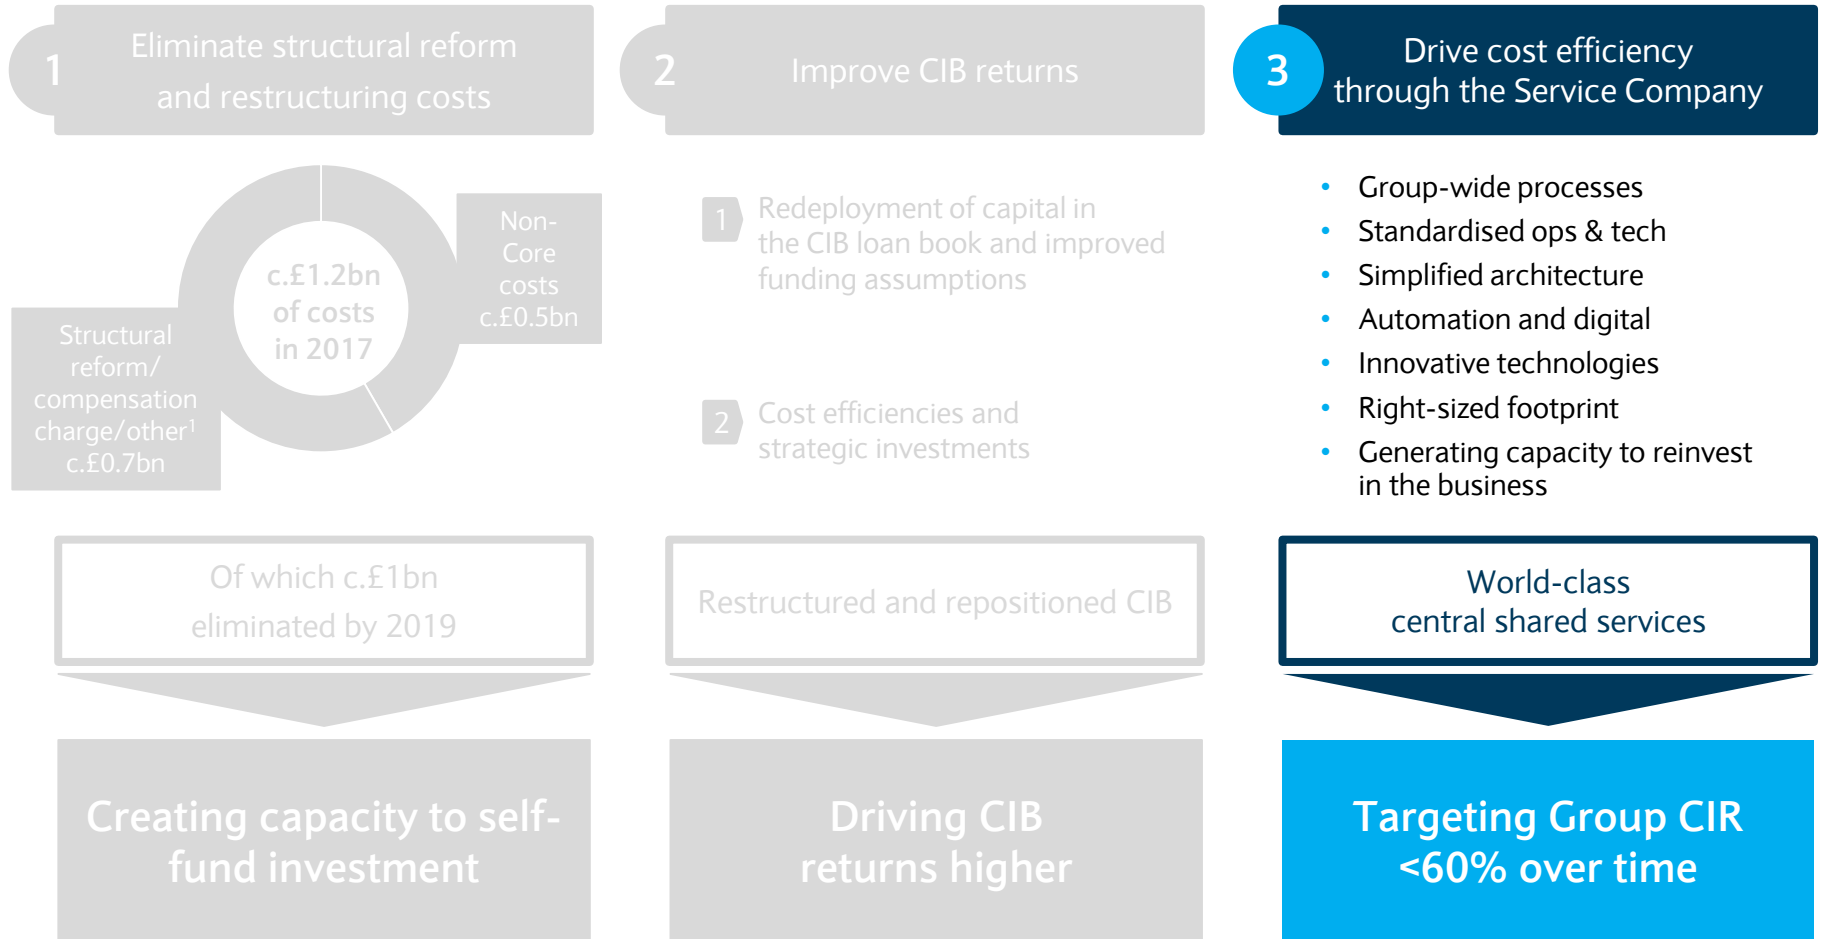 1
Eliminate structural reform
and restructuring costs
c.£1.2bn
of costs
in 2017
Non-
Core
costs
c.£0.5bn
Structural
reform/
compensation
charge/other1
c.£0.7bn
Of which c.£1bn
eliminated by 2019
Creating capacity to self-
fund investment
2
Improve CIB returns
1
Redeployment of capital in
the CIB loan book and improved
funding assumptions
2
Cost efficiencies and
strategic investments
Restructured and repositioned CIB
Driving CIB
returns higher
3
Drive cost efficiency
through the Service Company
• Group-wide processes
• Standardised ops & tech
• Simplified architecture
• Automation and digital
• Innovative technologies
• Right-sized footprint
• Generating capacity to reinvest
in the business
World-class
central shared services
Targeting Group CIR
<60% over time